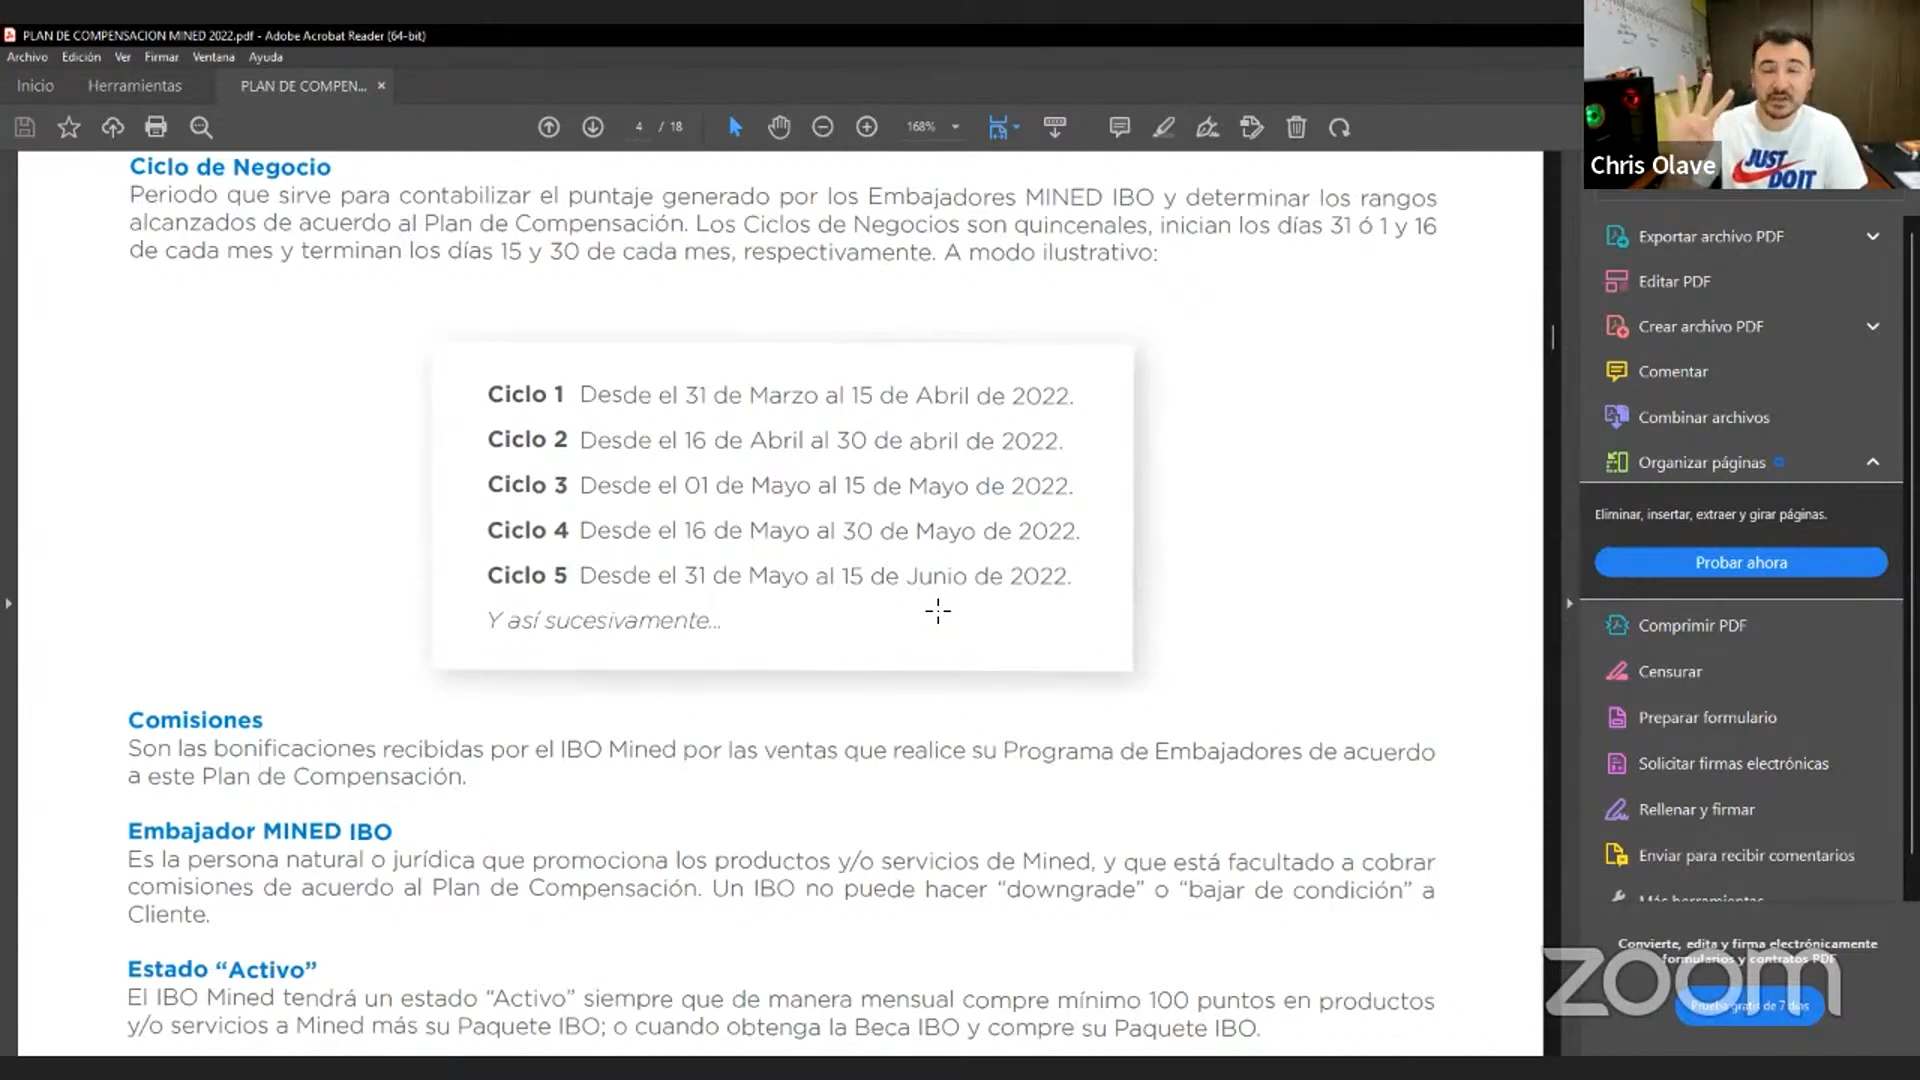 PLAN DE COMPENSACION MINED 2022.pdf - Adobe Acrobat Reader (64-bit)
Archivo Edición Ver Firmar Ventana Ayuda
Inicio Herramientas PLAN DE COMPEN... ×
4 / 18 168%
Ciclo de Negocio
Periodo que sirve para contabilizar el puntaje generado por los Embajadores MINED IBO y determinar los rangos
alcanzados de acuerdo al Plan de Compensación. Los Ciclos de Negocios son quincenales, inician los días 31 ó 1 y 16
de cada mes y terminan los días 15 y 30 de cada mes, respectivamente. A modo ilustrativo:
Ciclo 1 Desde el 31 de Marzo al 15 de Abril de 2022.
Ciclo 2 Desde el 16 de Abril al 30 de abril de 2022.
Ciclo 3 Desde el 01 de Mayo al 15 de Mayo de 2022.
Ciclo 4 Desde el 16 de Mayo al 30 de Mayo de 2022.
Ciclo 5 Desde el 31 de Mayo al 15 de Junio de 2022.
Y así sucesivamente...
Comisiones
Son las bonificaciones recibidas por el IBO Mined por las ventas que realice su Programa de Embajadores de acuerdo
a este Plan de Compensación.
Embajador MINED IBO
Es la persona natural o jurídica que promociona los productos y/o servicios de Mined, y que está facultado a cobrar
comisiones de acuerdo al Plan de Compensación. Un IBO no puede hacer “downgrade” o “bajar de condición” a
Cliente.
Estado “Activo”
El IBO Mined tendrá un estado “Activo” siempre que de manera mensual compre mínimo 100 puntos en productos
y/o servicios a Mined más su Paquete IBO; o cuando obtenga la Beca IBO y compre su Paquete IBO.
JUST
DO IT
Chris Olave
Exportar archivo PDF
Editar PDF
Crear archivo PDF
Comentar
Combinar archivos
Organizar páginas
Eliminar, insertar, extraer y girar páginas.
Probar ahora
Comprimir PDF
Censurar
Preparar formulario
Solicitar firmas electrónicas
Rellenar y firmar
Enviar para recibir comentarios
Más herramientas
Convierte, edita y firma electrónicamente
formularios y contratos PDF
Prueba gratis de 7 días
zoom